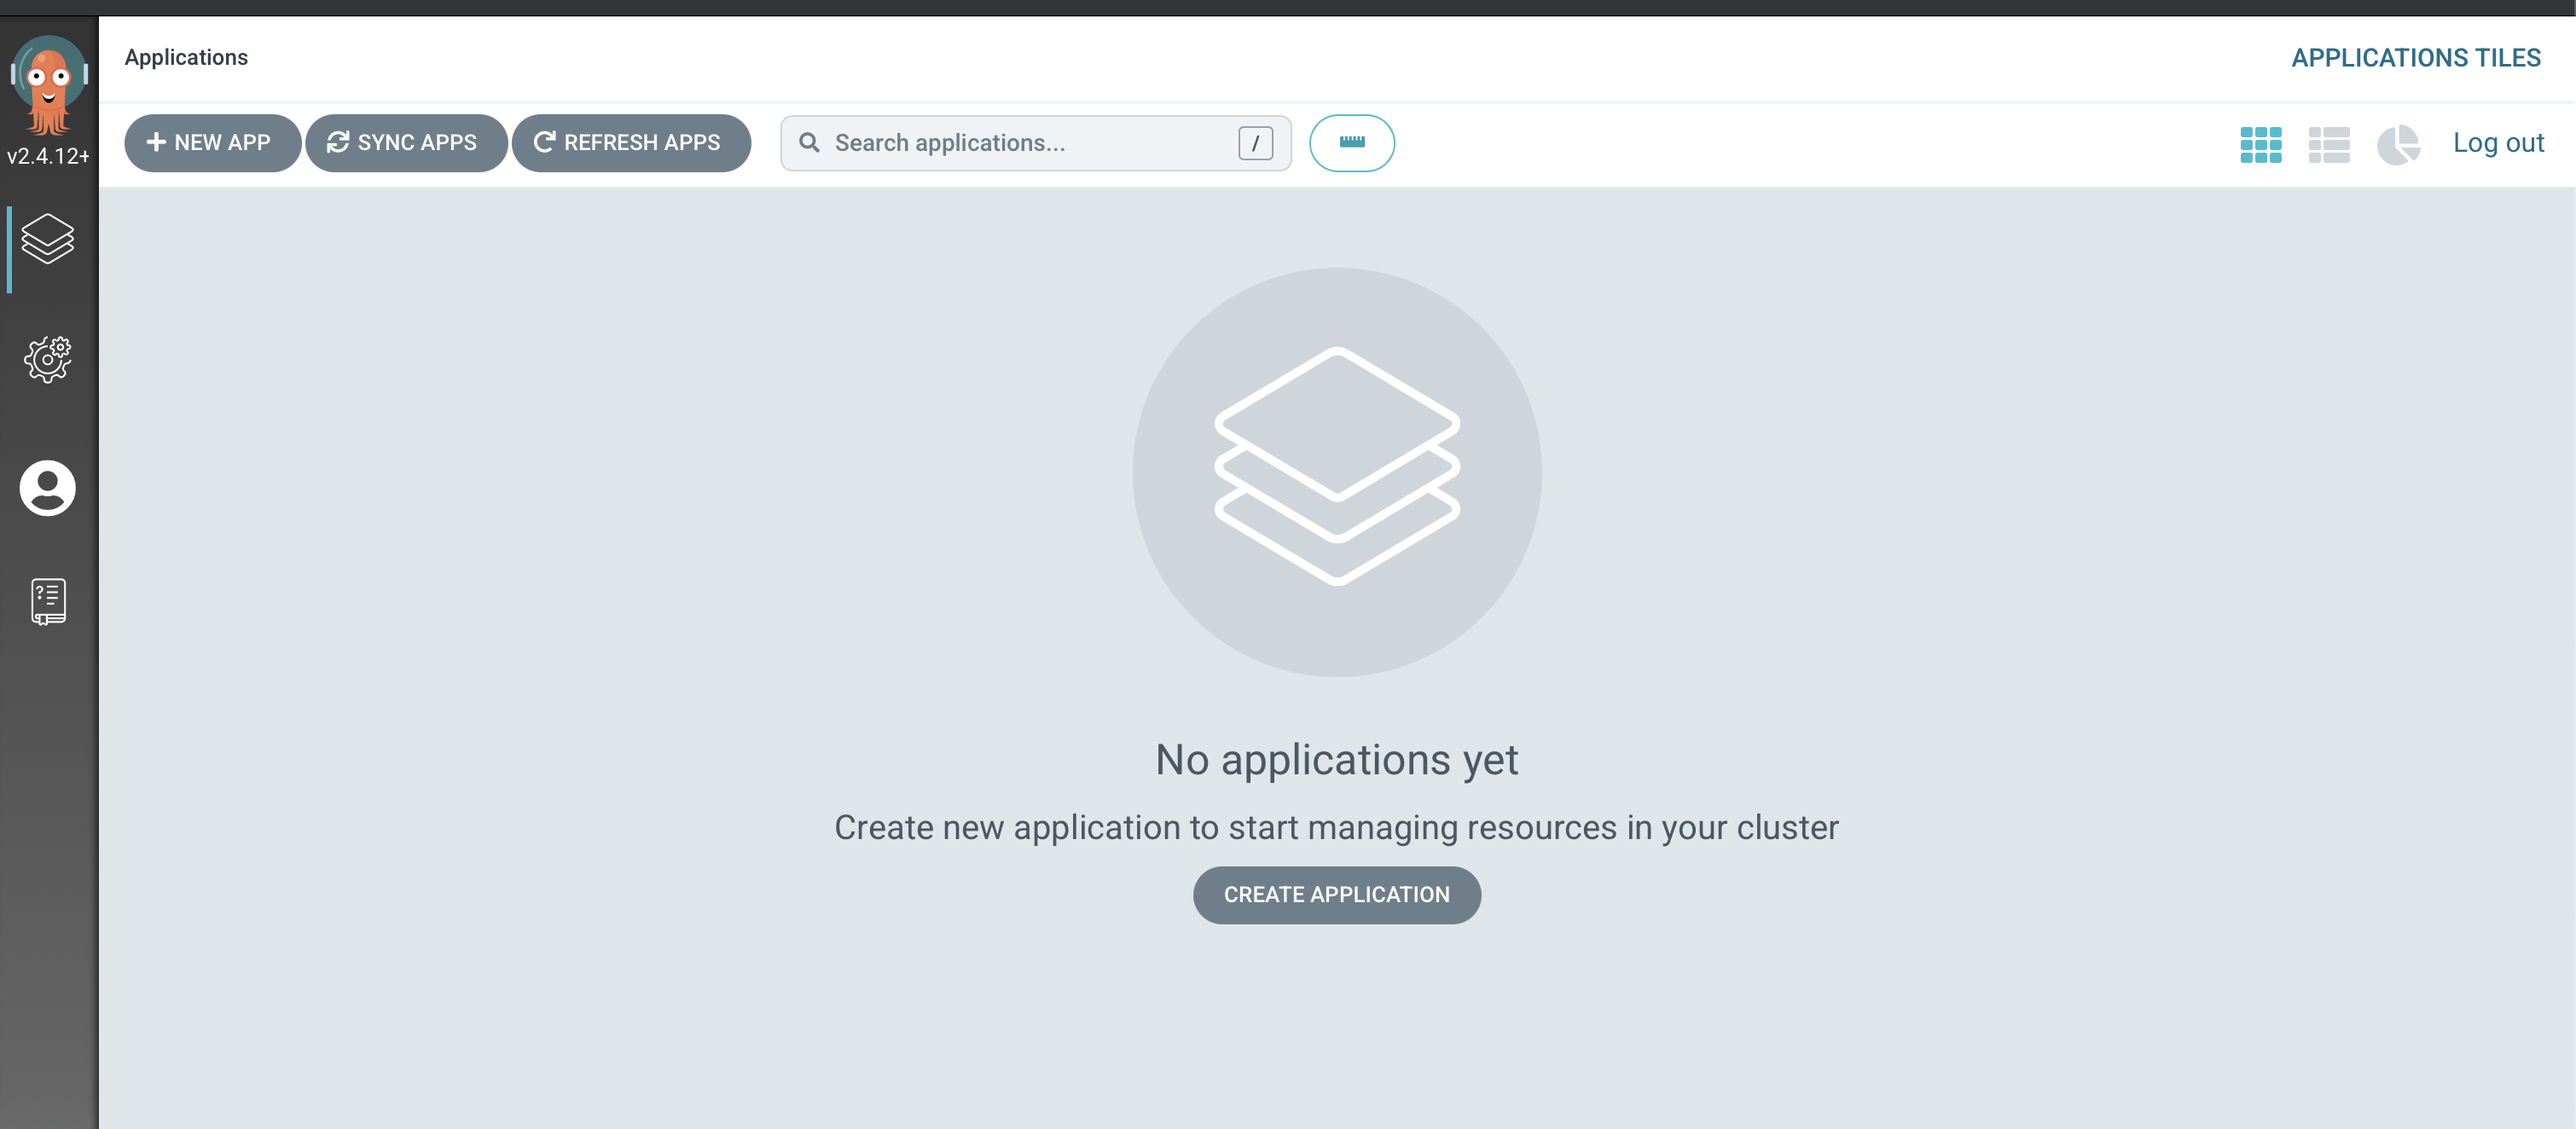 Applications
APPLICATIONS TILES
v2.4.12+
NEW APP
SYNC APPS
REFRESH APPS
Search applications...
/
Log out
No applications yet
Create new application to start managing resources in your cluster
CREATE APPLICATION